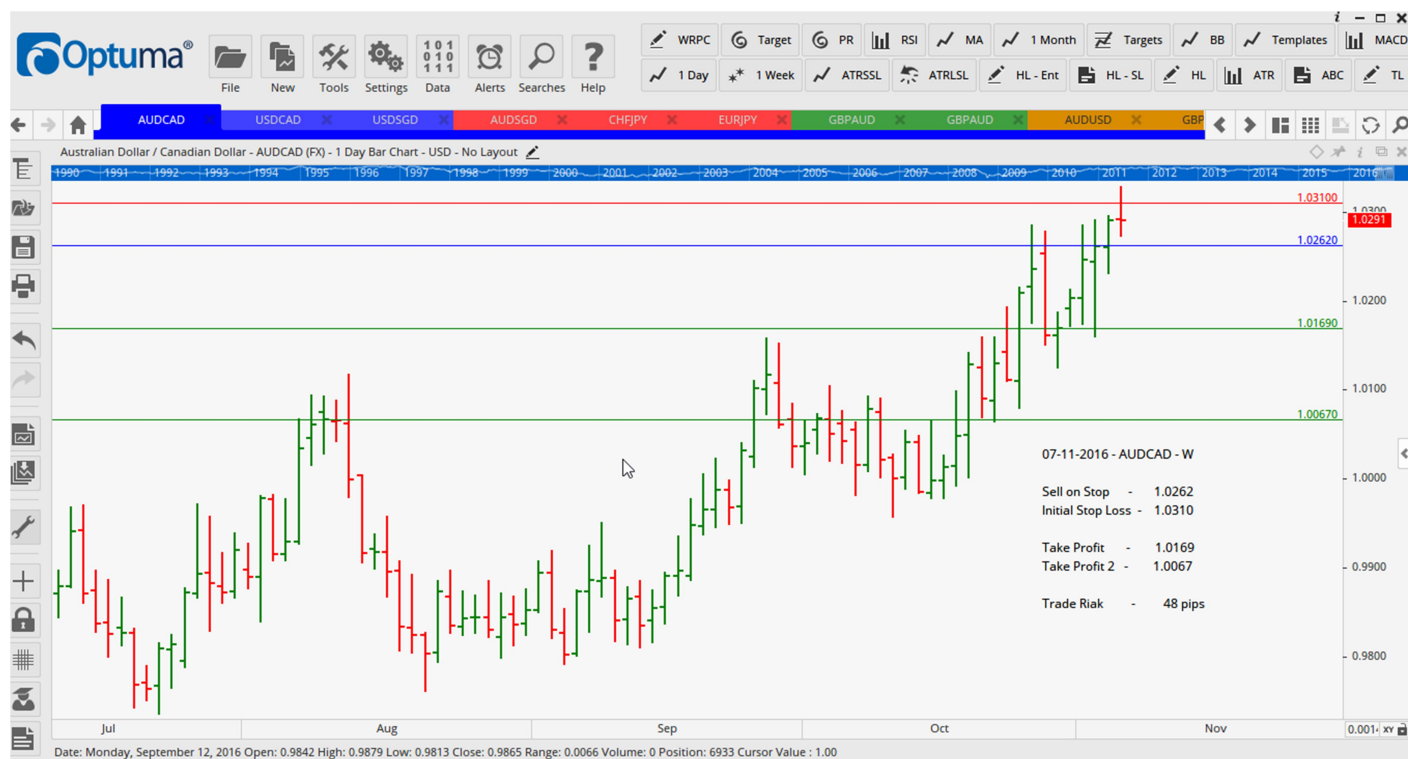 i
Optuma®
File
New
Tools
Settings
101
010
111
Data
Alerts
Searches
?
Help
WRPC Target PR RSI MA 1 Month Targets BB Templates MACD
1 Day 1 Week ATRSSL ATRLSL HL - Ent HL - SL HL ATR ABC TL
AUDCAD USDCAD USDSGD AUDSGD CHFJPY EURJPY GBPAUD GBPAUD AUDUSD GBP
Australian Dollar / Canadian Dollar - AUDCAD (FX) - 1 Day Bar Chart - USD - No Layout
1990 1991 1992 1993 1994 1995 1996 1997 1998 1999 2000 2001 2002 2003 2004 2005 2006 2007 2008 2009 2010 2011 2012 2013 2014 2015 2016
1.03100
1.0300
1.0291
1.02620
1.0200
1.01690
1.0100
1.00670
07-11-2016 - AUDCAD - W
1.0000
Sell on Stop - 1.0262
Initial Stop Loss - 1.0310
Take Profit - 1.0169
Take Profit 2 - 1.0067
0.9900
Trade Riak - 48 pips
0.9800
Jul Aug Sep Oct Nov
XY
Date: Monday, September 12, 2016 Open: 0.9842 High: 0.9879 Low: 0.9813 Close: 0.9865 Range: 0.0066 Volume: 0 Position: 6933 Cursor Value : 1.00